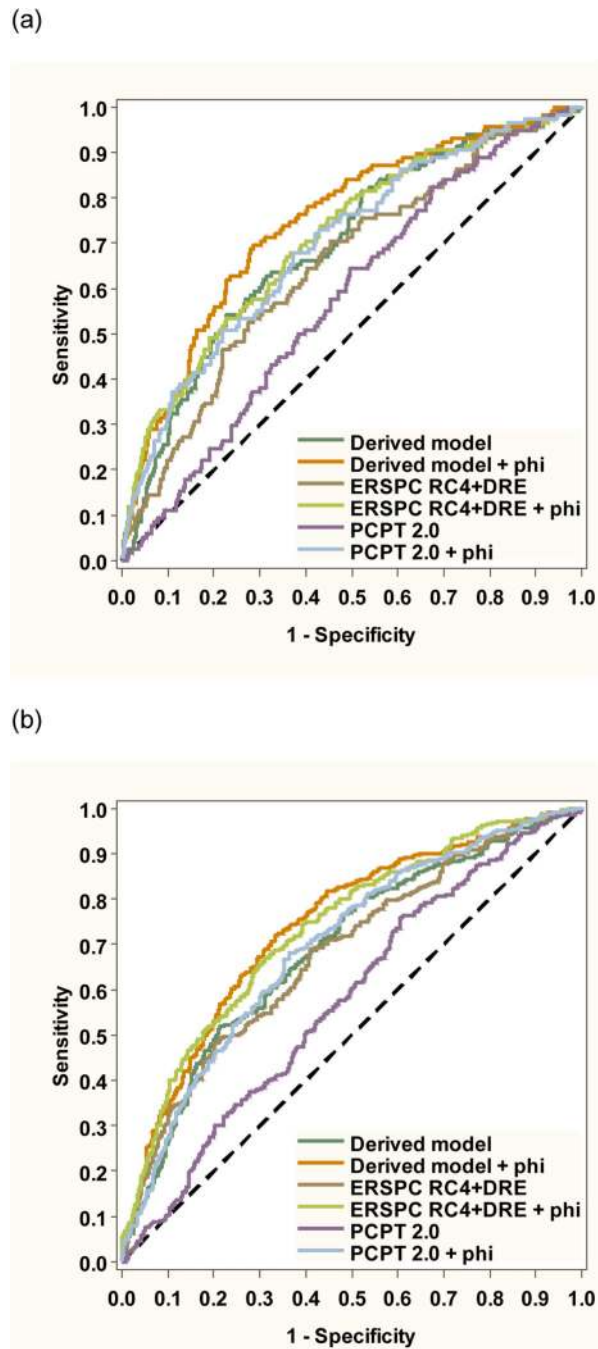 (a)
1.0
0.9
0.8
0.7
0.6
0.5
0.4
0.3
0.2
0.1
0.0
Sensitivity
Derived model
Derived model + phi
ERSPC RC4+DRE
ERSPC RC4+DRE + phi
PCPT 2.0
PCPT 2.0 + phi
0.0 0.1 0.2 0.3 0.4 0.5 0.6 0.7 0.8 0.9 1.0
1 - Specificity
(b)
1.0
0.9
0.8
0.7
0.6
0.5
0.4
0.3
0.2
0.1
0.0
Sensitivity
Derived model
Derived model + phi
ERSPC RC4+DRE
ERSPC RC4+DRE + phi
PCPT 2.0
PCPT 2.0 + phi
0.0 0.1 0.2 0.3 0.4 0.5 0.6 0.7 0.8 0.9 1.0
1 - Specificity